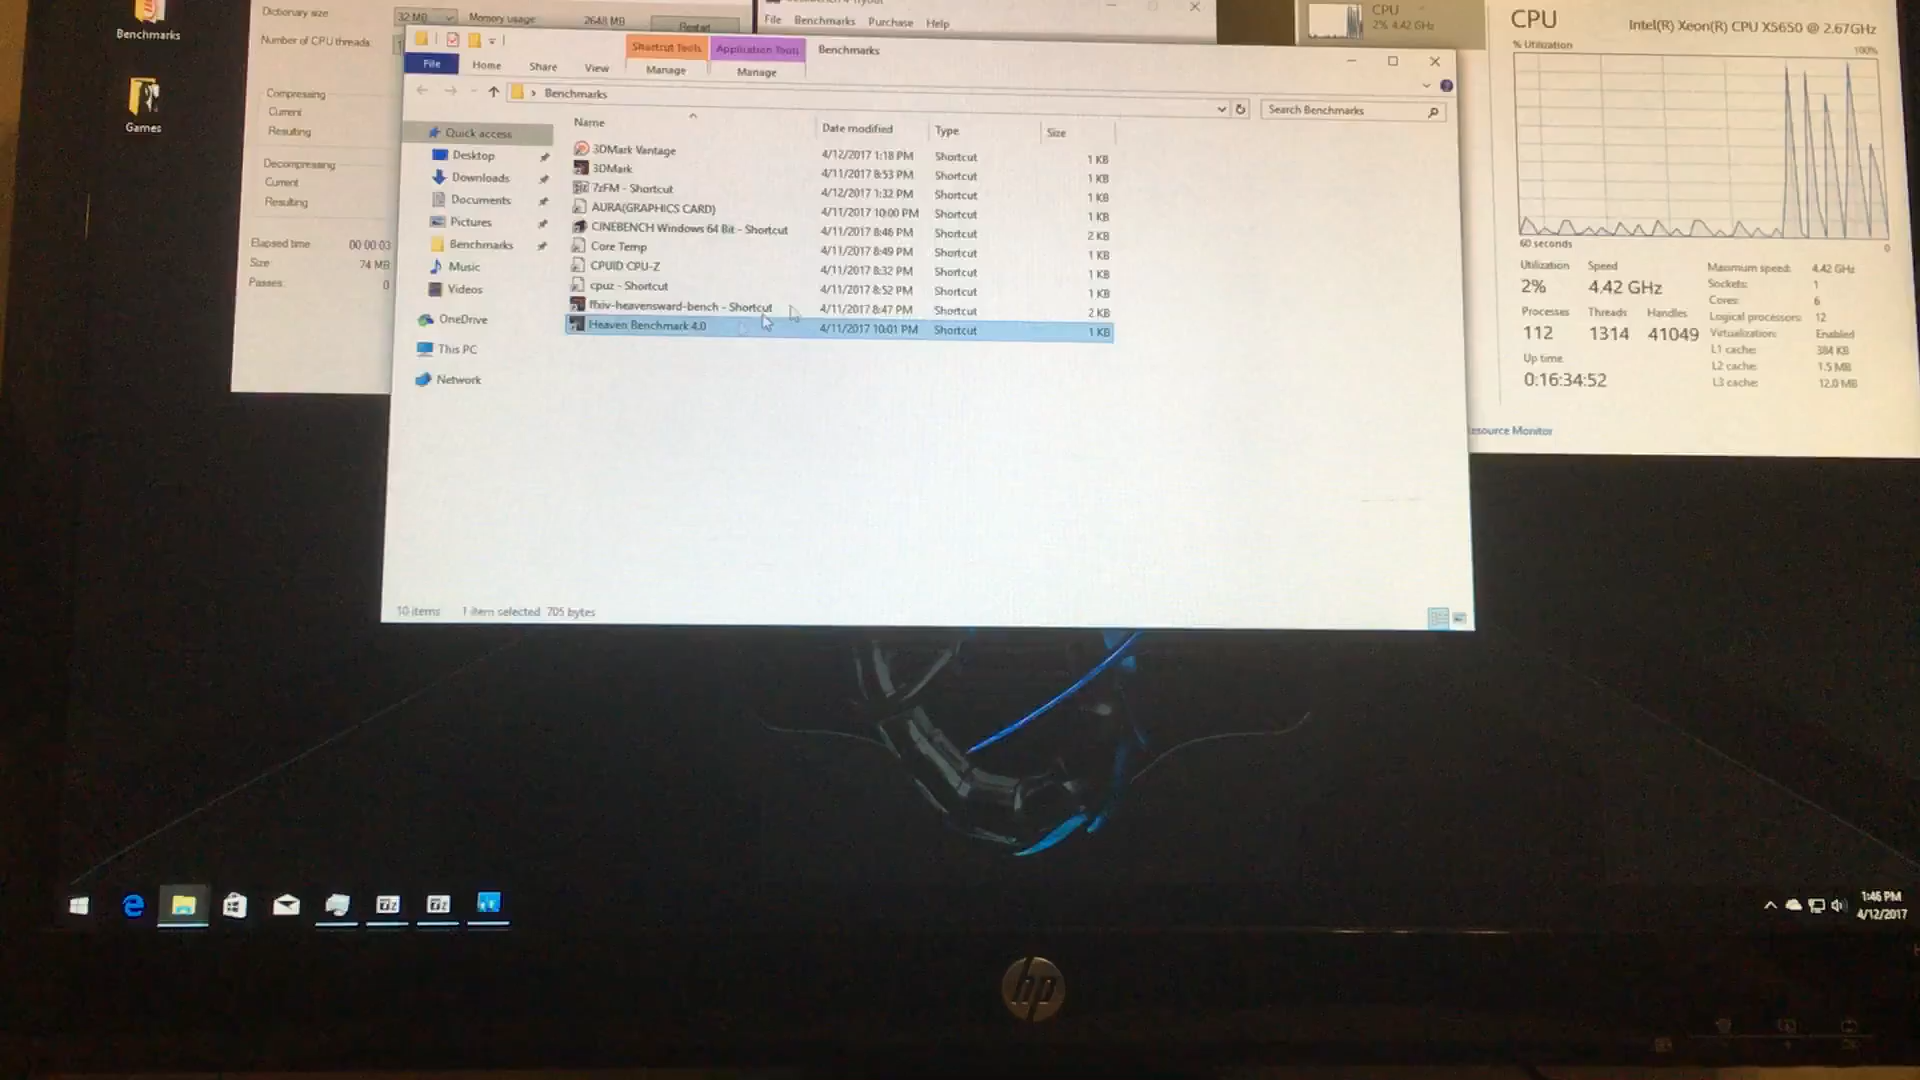 Benchmarks
Games
Dictionary size
32 MB
Memory usage:
2648 MB
Restart
Number of CPU threads:
Compressing
Current
Resulting
Decompressing
Current
Resulting
Elapsed time
00:00:03
Size:
74 MB
Passes:
0
File Benchmarks Purchase Help
CPU
2% 4.42 GHz
Shortcut Tools
Application Tools
Benchmarks
File
Home
Share
View
Manage
Manage
Benchmarks
Search Benchmarks
Quick access
Desktop
Downloads
Documents
Pictures
Benchmarks
Music
Videos
OneDrive
This PC
Network
Name Date modified Type Size
3DMark Vantage 4/12/2017 1:18 PM Shortcut 1 KB
3DMark 4/11/2017 8:53 PM Shortcut 1 KB
7zFM - Shortcut 4/12/2017 1:32 PM Shortcut 1 KB
AURA(GRAPHICS CARD) 4/11/2017 10:00 PM Shortcut 1 KB
CINEBENCH Windows 64 Bit - Shortcut 4/11/2017 8:46 PM Shortcut 2 KB
Core Temp 4/11/2017 8:49 PM Shortcut 1 KB
CPUID CPU-Z 4/11/2017 8:32 PM Shortcut 1 KB
cpuz - Shortcut 4/11/2017 8:52 PM Shortcut 1 KB
ffxiv-heavensward-bench - Shortcut 4/11/2017 8:47 PM Shortcut 2 KB
Heaven Benchmark 4.0 4/11/2017 10:01 PM Shortcut 1 KB
10 items 1 item selected 705 bytes
CPU
Intel(R) Xeon(R) CPU X5650 @ 2.67GHz
% Utilization
100%
60 seconds
0
Utilization
2%
Speed
4.42 GHz
Processes
112
Threads
1314
Handles
41049
Up time
0:16:34:52
Maximum speed: 4.42 GHz
Sockets: 1
Cores: 6
Logical processors: 12
Virtualization: Enabled
L1 cache: 384 KB
L2 cache: 1.5 MB
L3 cache: 12.0 MB
Resource Monitor
1:46 PM
4/12/2017
hp